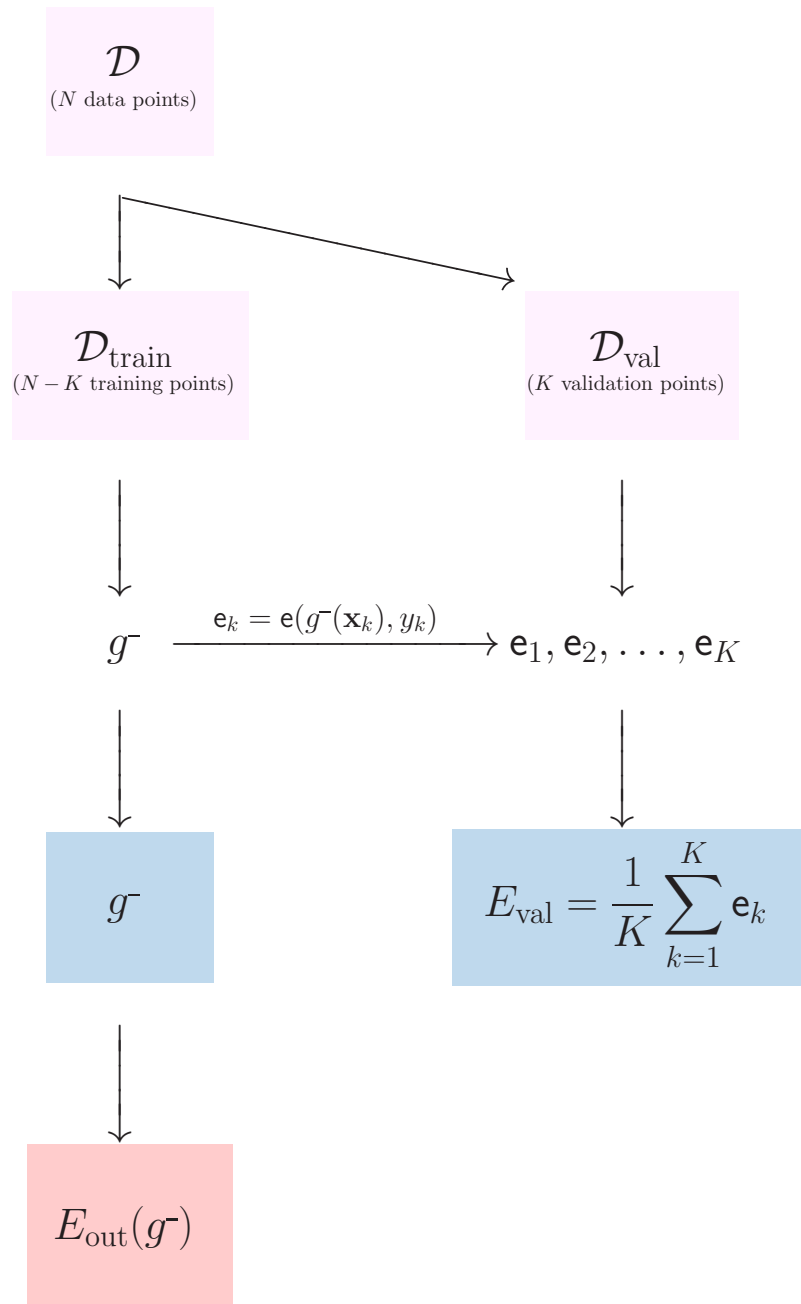 𝒟
(N data points)
𝒟train
(N − K training points)
𝒟val
(K validation points)
g⁻
eₖ = e(g⁻(𝐱ₖ), yₖ)
e₁, e₂, . . . , e_K
g⁻
E_val = 1/K ∑_{k=1}^{K} eₖ
E_out(g⁻)